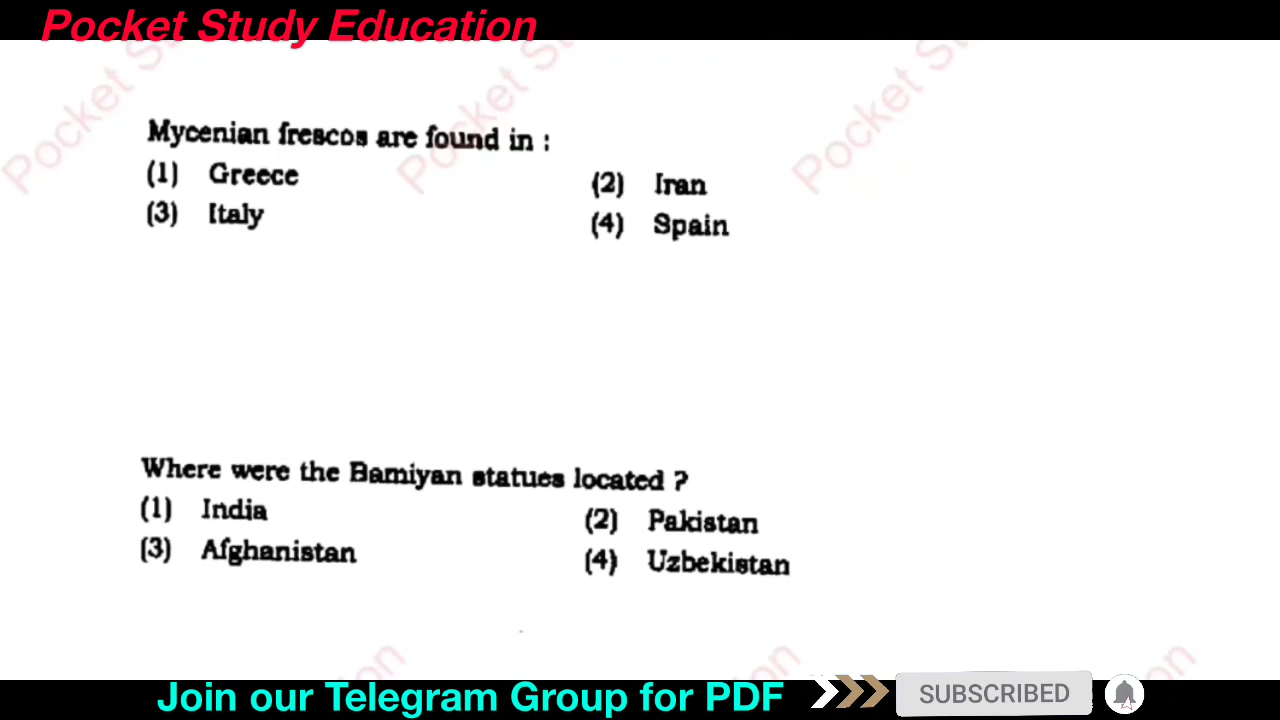 Pocket Study Education
Mycenian frescos are found in :
(1) Greece (2) Iran
(3) Italy (4) Spain
Where were the Bamiyan statues located ?
(1) India (2) Pakistan
(3) Afghanistan (4) Uzbekistan
Join our Telegram Group for PDF SUBSCRIBED